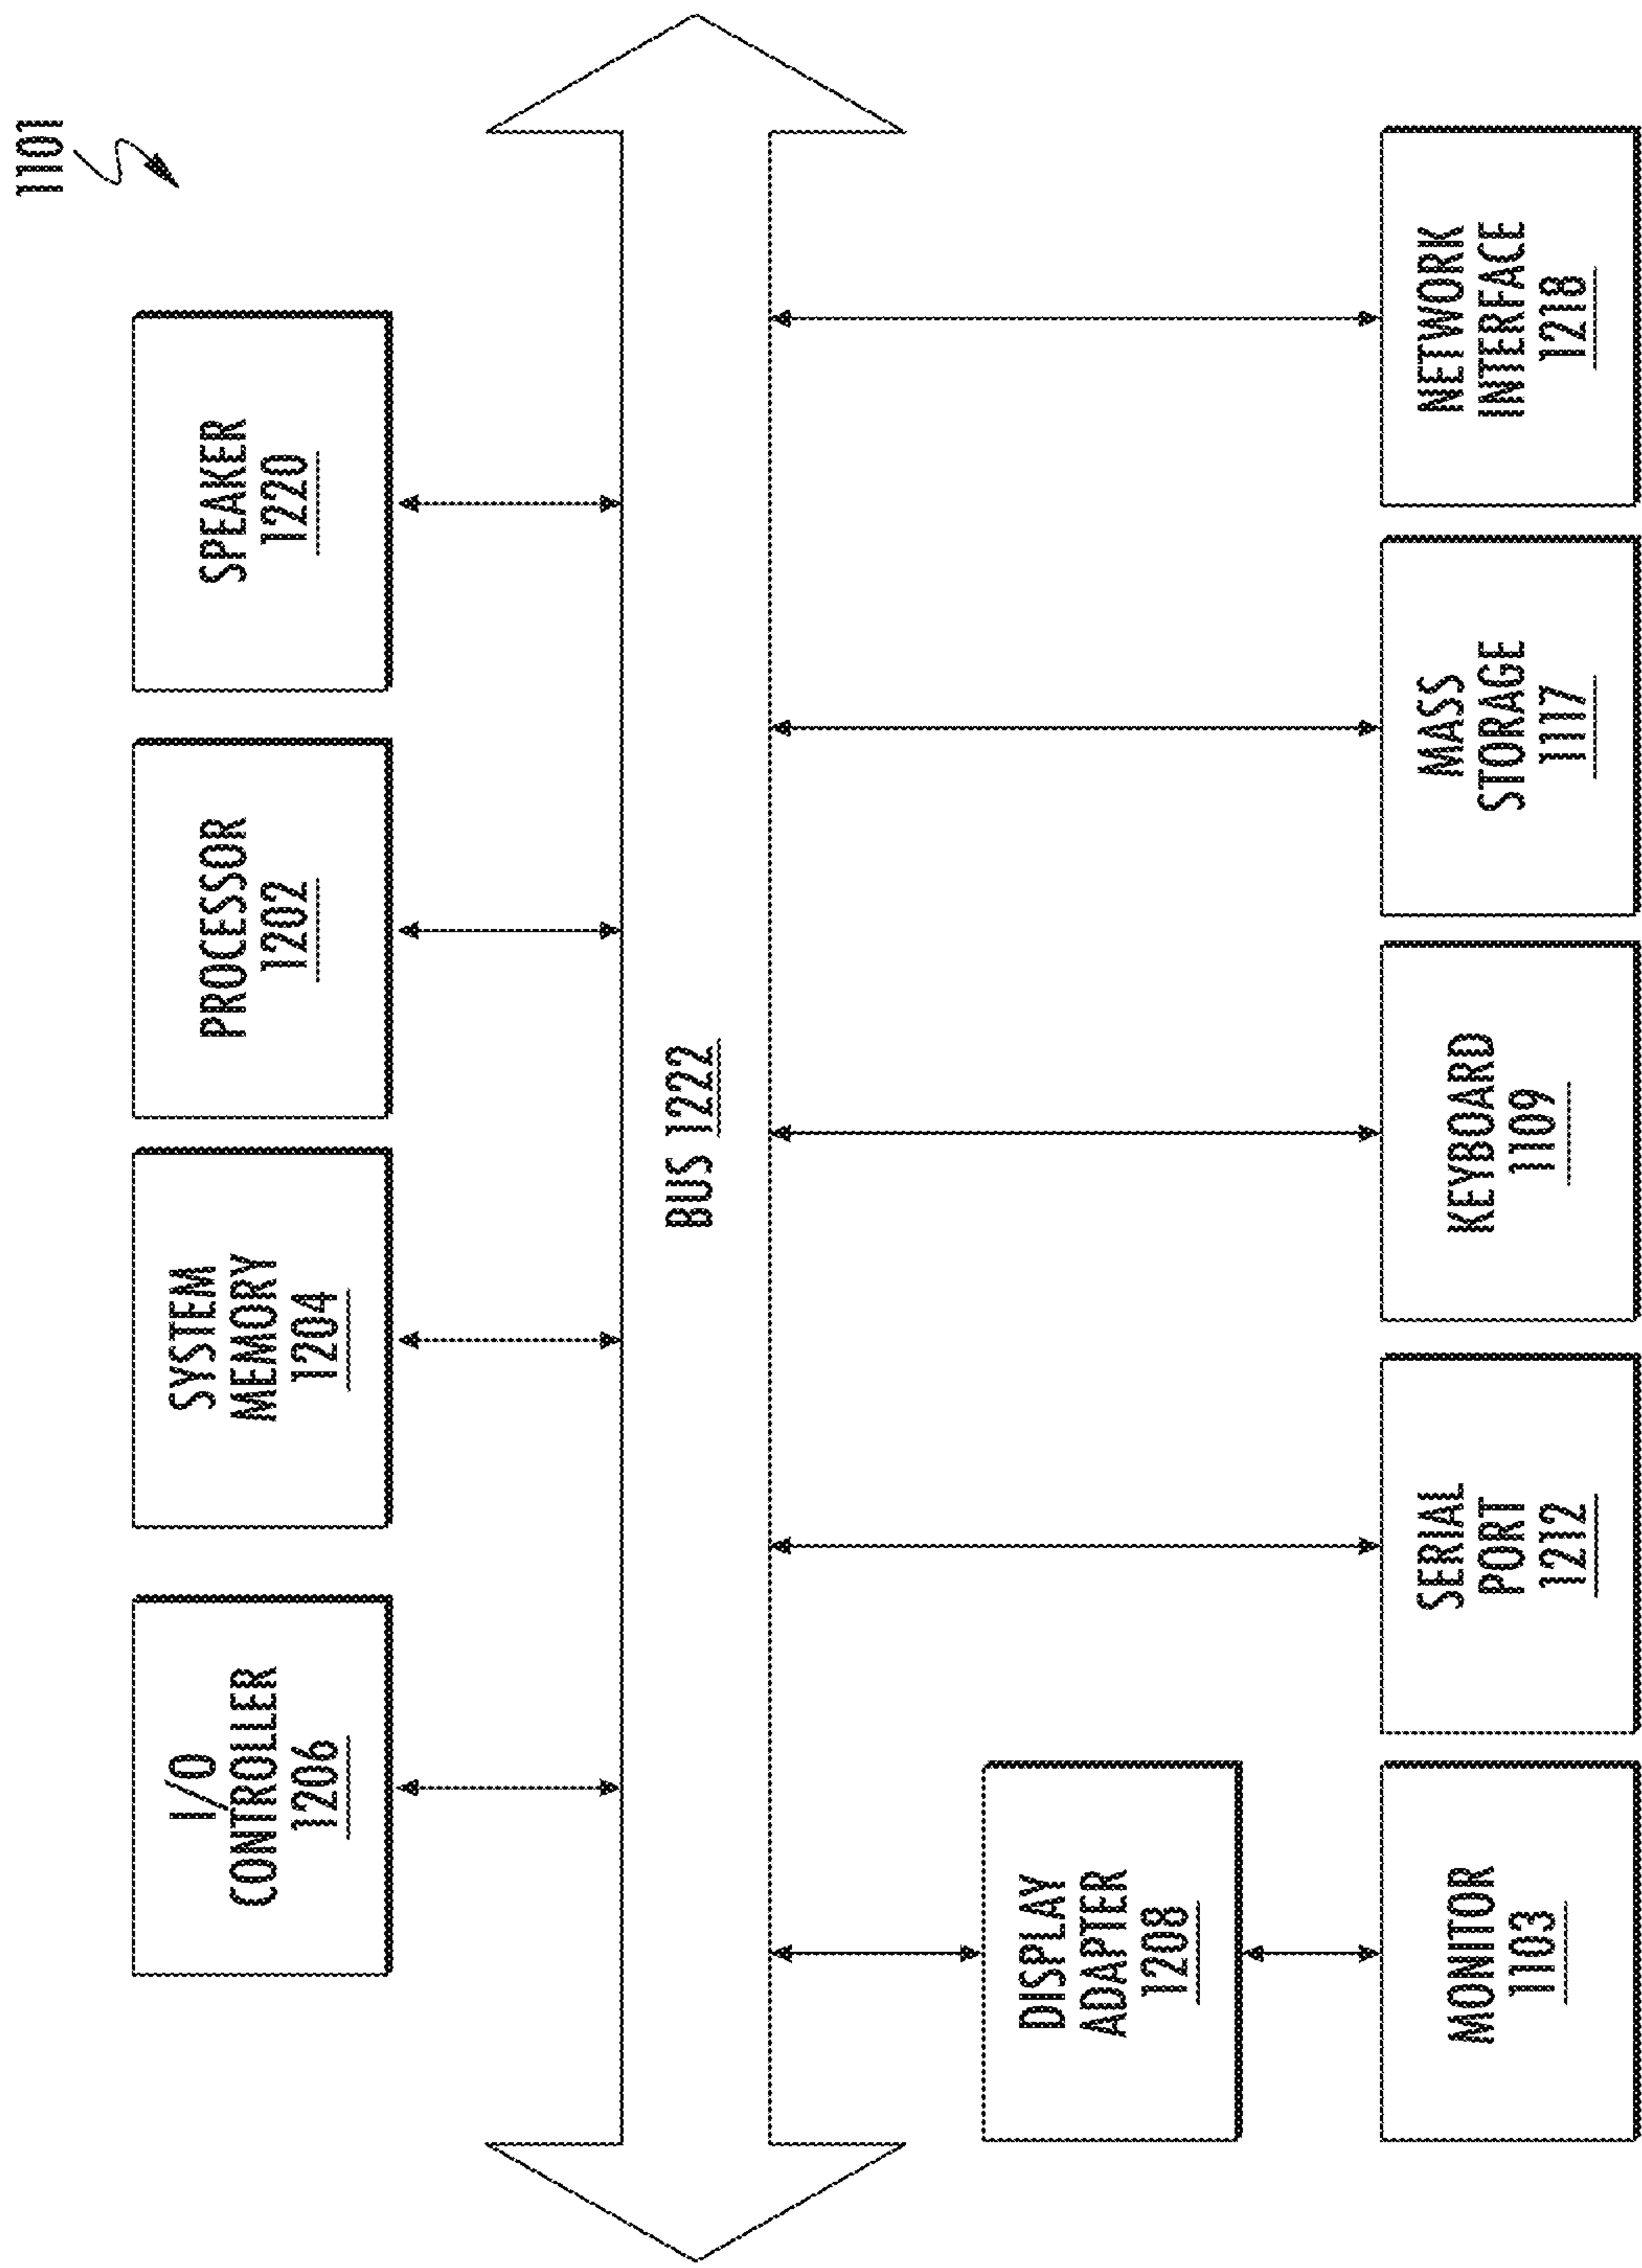 1101
I/O
CONTROLLER
1206
SYSTEM
MEMORY
1204
PROCESSOR
1202
SPEAKER
1220
BUS 1222
DISPLAY
ADAPTER
1208
MONITOR
1103
SERIAL
PORT
1212
KEYBOARD
1109
MASS
STORAGE
1117
NETWORK
INTERFACE
1218